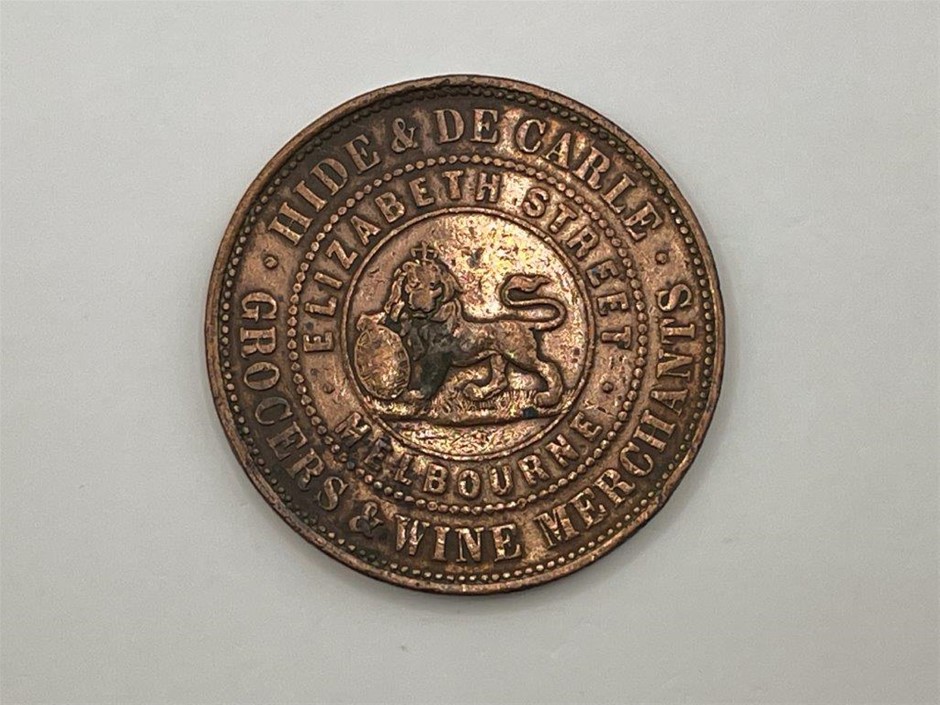 HIDE & DE CARLE
GROCERS & WINE MERCHANTS
ELIZABETH STREET
MELBOURNE